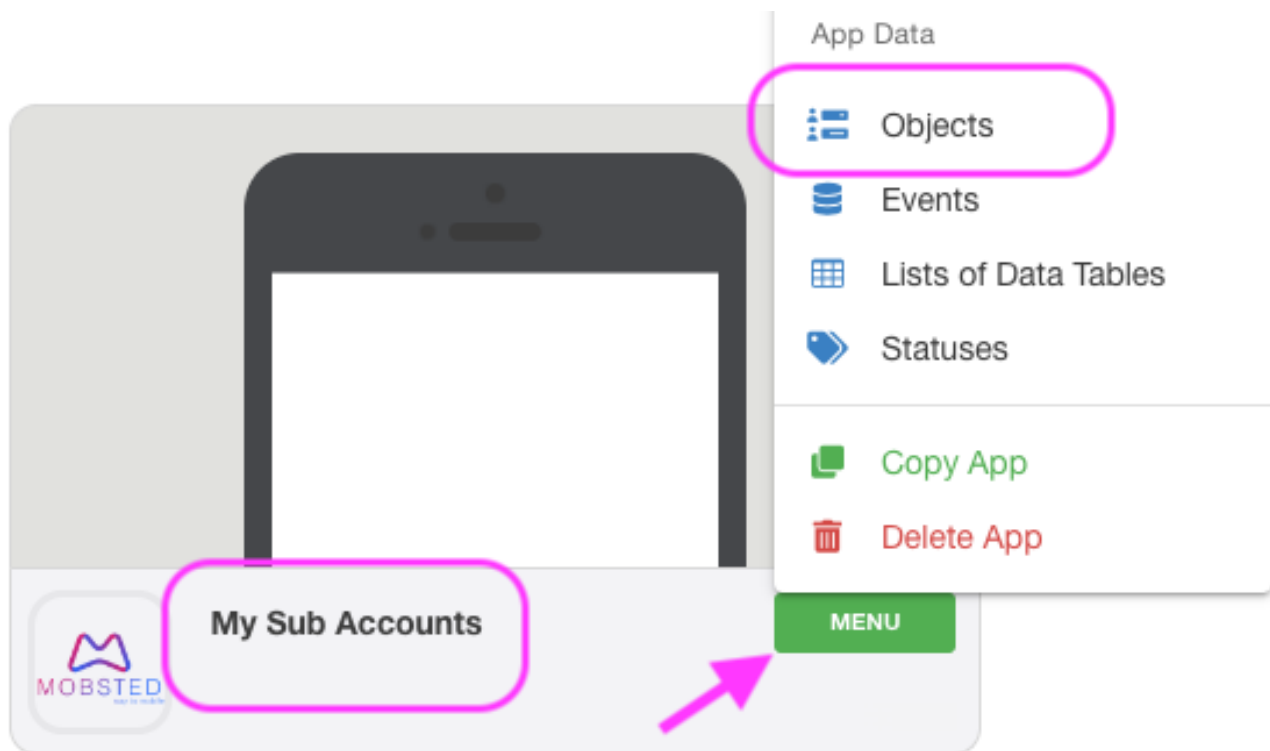 App Data
Objects
Events
Lists of Data Tables
Statuses
Copy App
Delete App
My Sub Accounts
MENU
MOBSTED